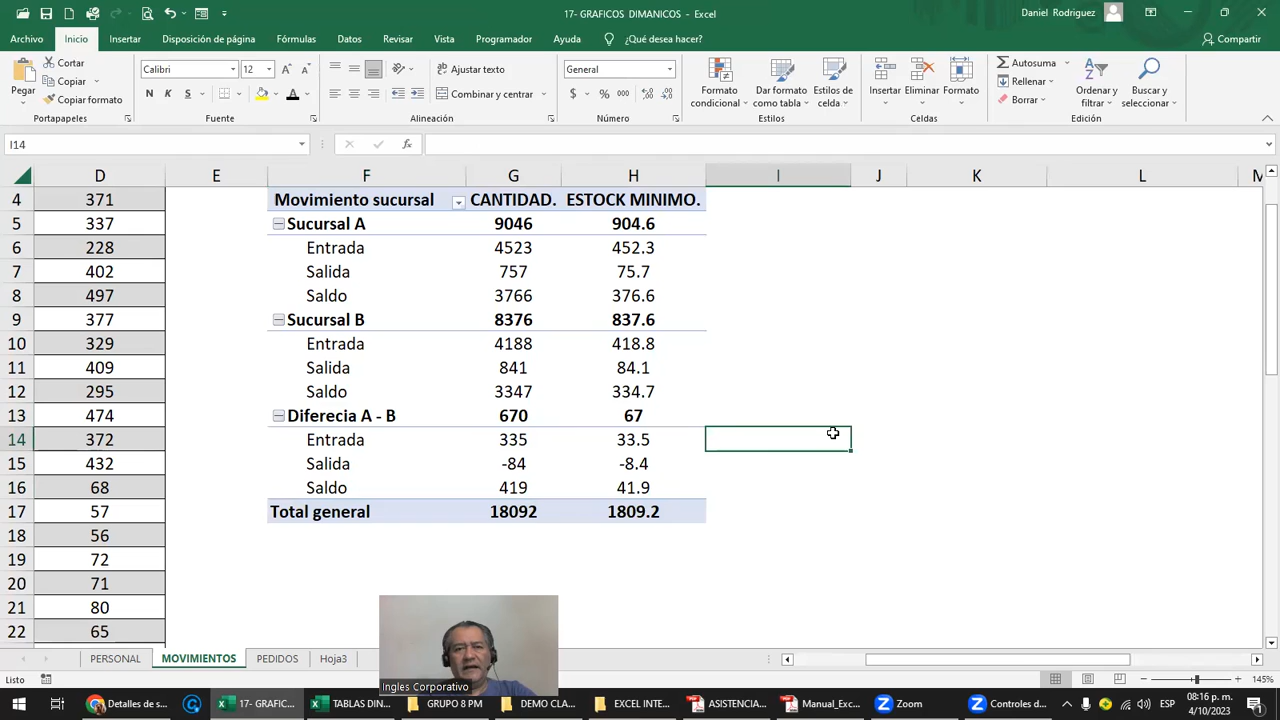 17- GRAFICOS DIMANICOS - Excel
Daniel Rodriguez
Archivo Inicio Insertar Disposición de página Fórmulas Datos Revisar Vista Programador Ayuda ¿Qué desea hacer? Compartir
Pegar
Cortar
Copiar
Copiar formato
Portapapeles
Calibri 12
N K S
Fuente
Ajustar texto
Combinar y centrar
Alineación
General
$ % 000
Número
Formato condicional
Dar formato como tabla
Estilos de celda
Estilos
Insertar Eliminar Formato
Celdas
Autosuma
Rellenar
Borrar
Ordenar y filtrar
Buscar y seleccionar
Edición
I14
fx
D E F G H I J K L M
4 371 Movimiento sucursal CANTIDAD. ESTOCK MINIMO.
5 337 Sucursal A 9046 904.6
6 228 Entrada 4523 452.3
7 402 Salida 757 75.7
8 497 Saldo 3766 376.6
9 377 Sucursal B 8376 837.6
10 329 Entrada 4188 418.8
11 409 Salida 841 84.1
12 295 Saldo 3347 334.7
13 474 Diferecia A - B 670 67
14 372 Entrada 335 33.5
15 432 Salida -84 -8.4
16 68 Saldo 419 41.9
17 57 Total general 18092 1809.2
18 56
19 72
20 71
21 80
22 65
Ingles Corporativo
PERSONAL MOVIMIENTOS PEDIDOS Hoja3
Listo
145%
Detalles de s... 17- GRAFIC... TABLAS DIN... GRUPO 8 PM DEMO CLA... EXCEL INTE... ASISTENCIA... Manual_Exc... Zoom Controles d...
ESP
08:16 p. m.
4/10/2023